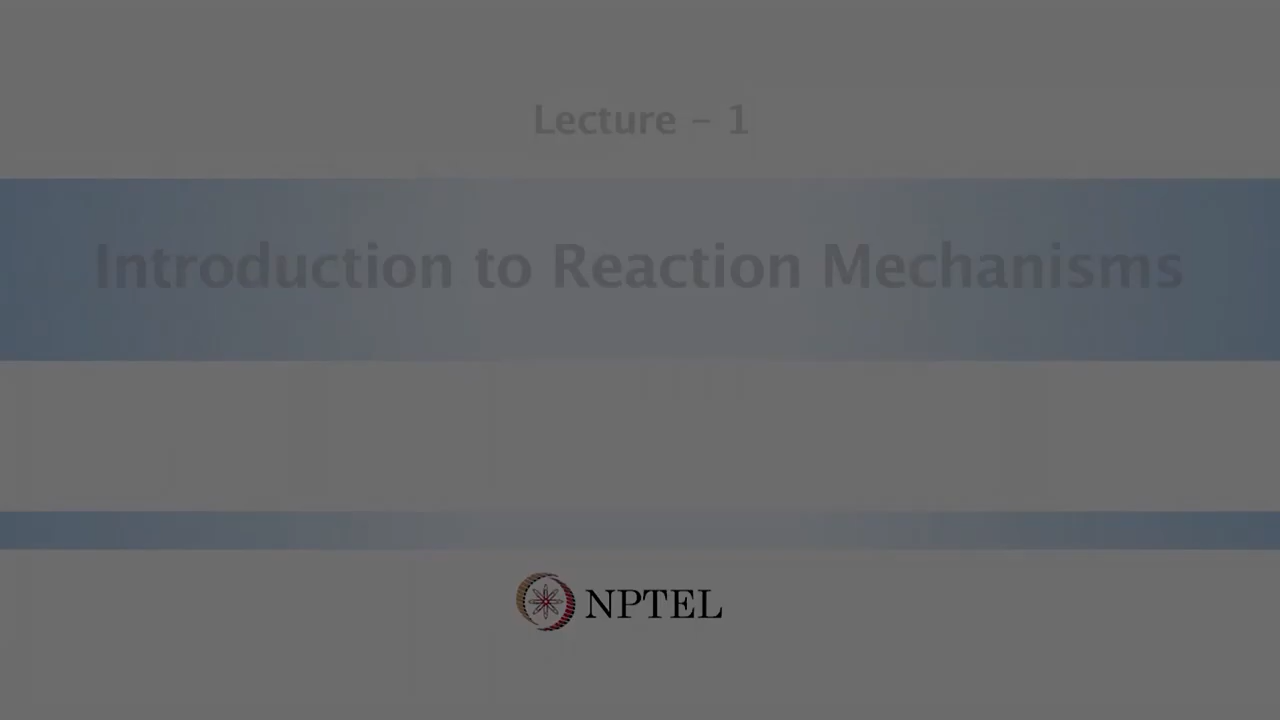 Lecture – 1
Introduction to Reaction Mechanisms
NPTEL